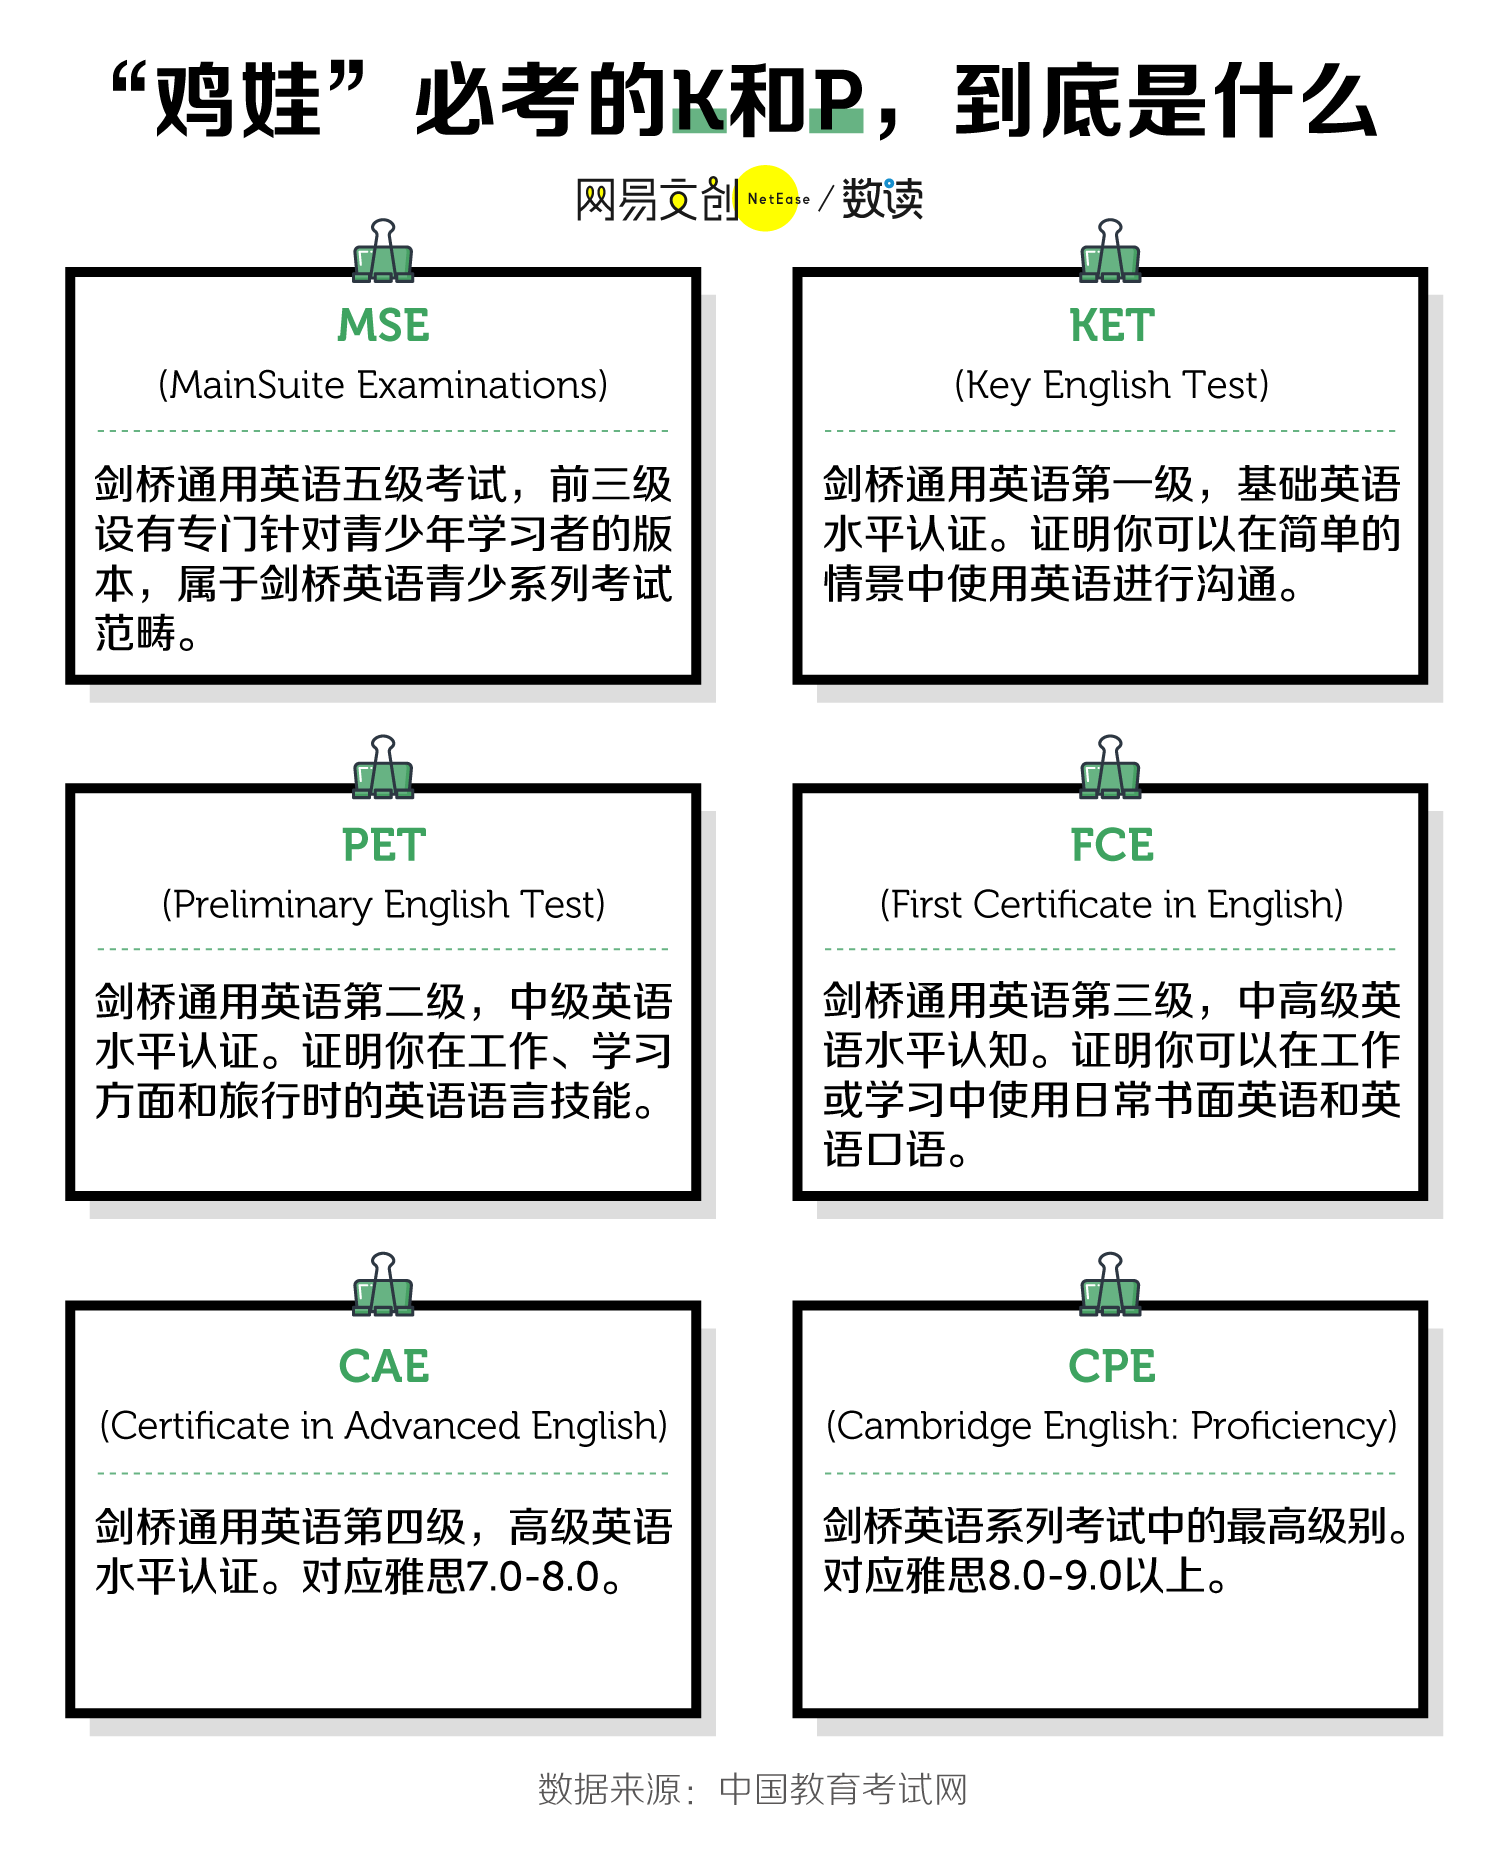 “鸡娃”必考的K和P，到底是什么
网易文创 NetEase / 数读
MSE
(MainSuite Examinations)
剑桥通用英语五级考试，前三级
设有专门针对青少年学习者的版
本，属于剑桥英语青少系列考试
范畴。
KET
(Key English Test)
剑桥通用英语第一级，基础英语
水平认证。证明你可以在简单的
情景中使用英语进行沟通。
PET
(Preliminary English Test)
剑桥通用英语第二级，中级英语
水平认证。证明你在工作、学习
方面和旅行时的英语语言技能。
FCE
(First Certificate in English)
剑桥通用英语第三级，中高级英
语水平认知。证明你可以在工作
或学习中使用日常书面英语和英
语口语。
CAE
(Certificate in Advanced English)
剑桥通用英语第四级，高级英语
水平认证。对应雅思7.0-8.0。
CPE
(Cambridge English: Proficiency)
剑桥英语系列考试中的最高级别。
对应雅思8.0-9.0以上。
数据来源：中国教育考试网